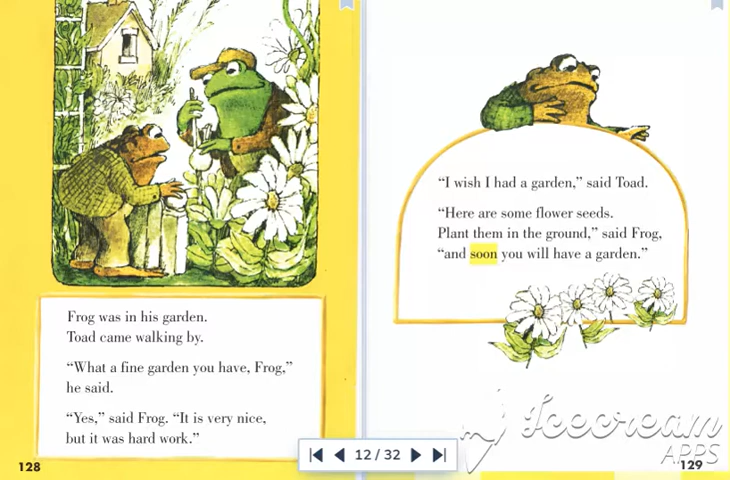 Frog was in his garden.
Toad came walking by.
“What a fine garden you have, Frog,”
he said.
“Yes,” said Frog. “It is very nice,
but it was hard work.”
128
“I wish I had a garden,” said Toad.
“Here are some flower seeds.
Plant them in the ground,” said Frog,
“and soon you will have a garden.”
129
12 / 32
Icecream
APPS